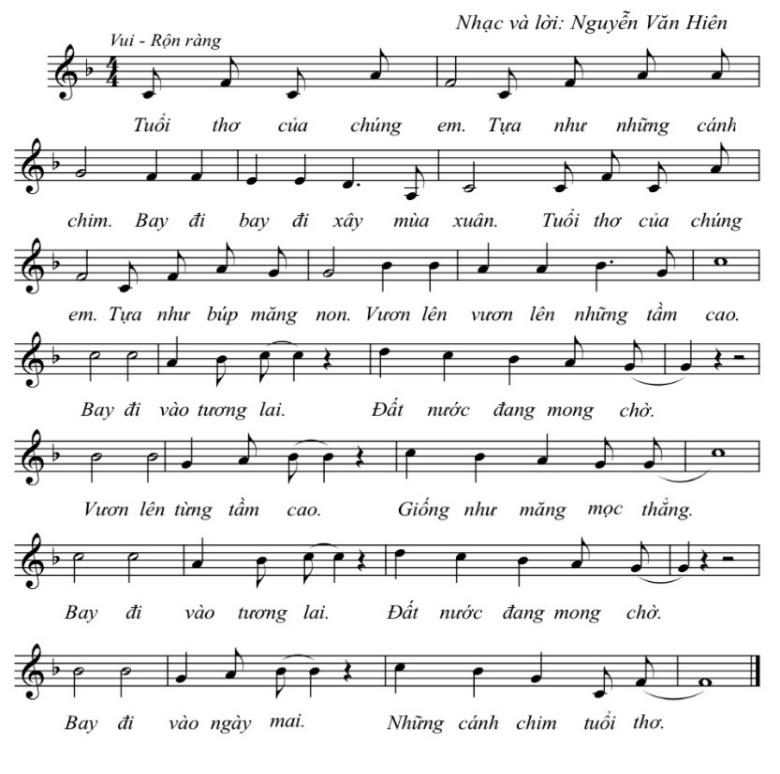 Nhạc và lời: Nguyễn Văn Hiên
Vui - Rộn ràng
4
4
Tuổi thơ của chúng em. Tựa như những cánh
chim. Bay đi bay đi xây mùa xuân. Tuổi thơ của chúng
em. Tựa như búp măng non. Vươn lên vươn lên những tầm cao.
Bay đi vào tương lai. Đất nước đang mong chờ.
Vươn lên từng tầm cao. Giống như măng mọc thẳng.
Bay đi vào tương lai. Đất nước đang mong chờ.
Bay đi vào ngày mai. Những cánh chim tuổi thơ.